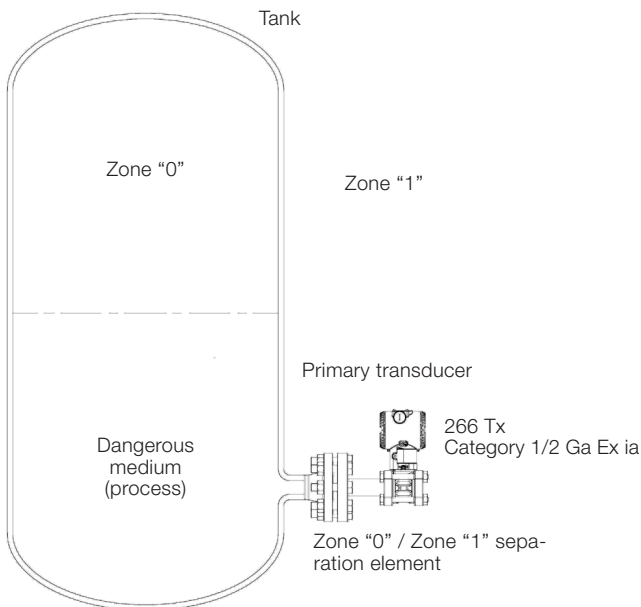 Tank
Zone “0”
Zone “1”
Primary transducer
266 Tx
Category 1/2 Ga Ex ia
Dangerous
medium
(process)
Zone “0” / Zone “1” sepa-
ration element